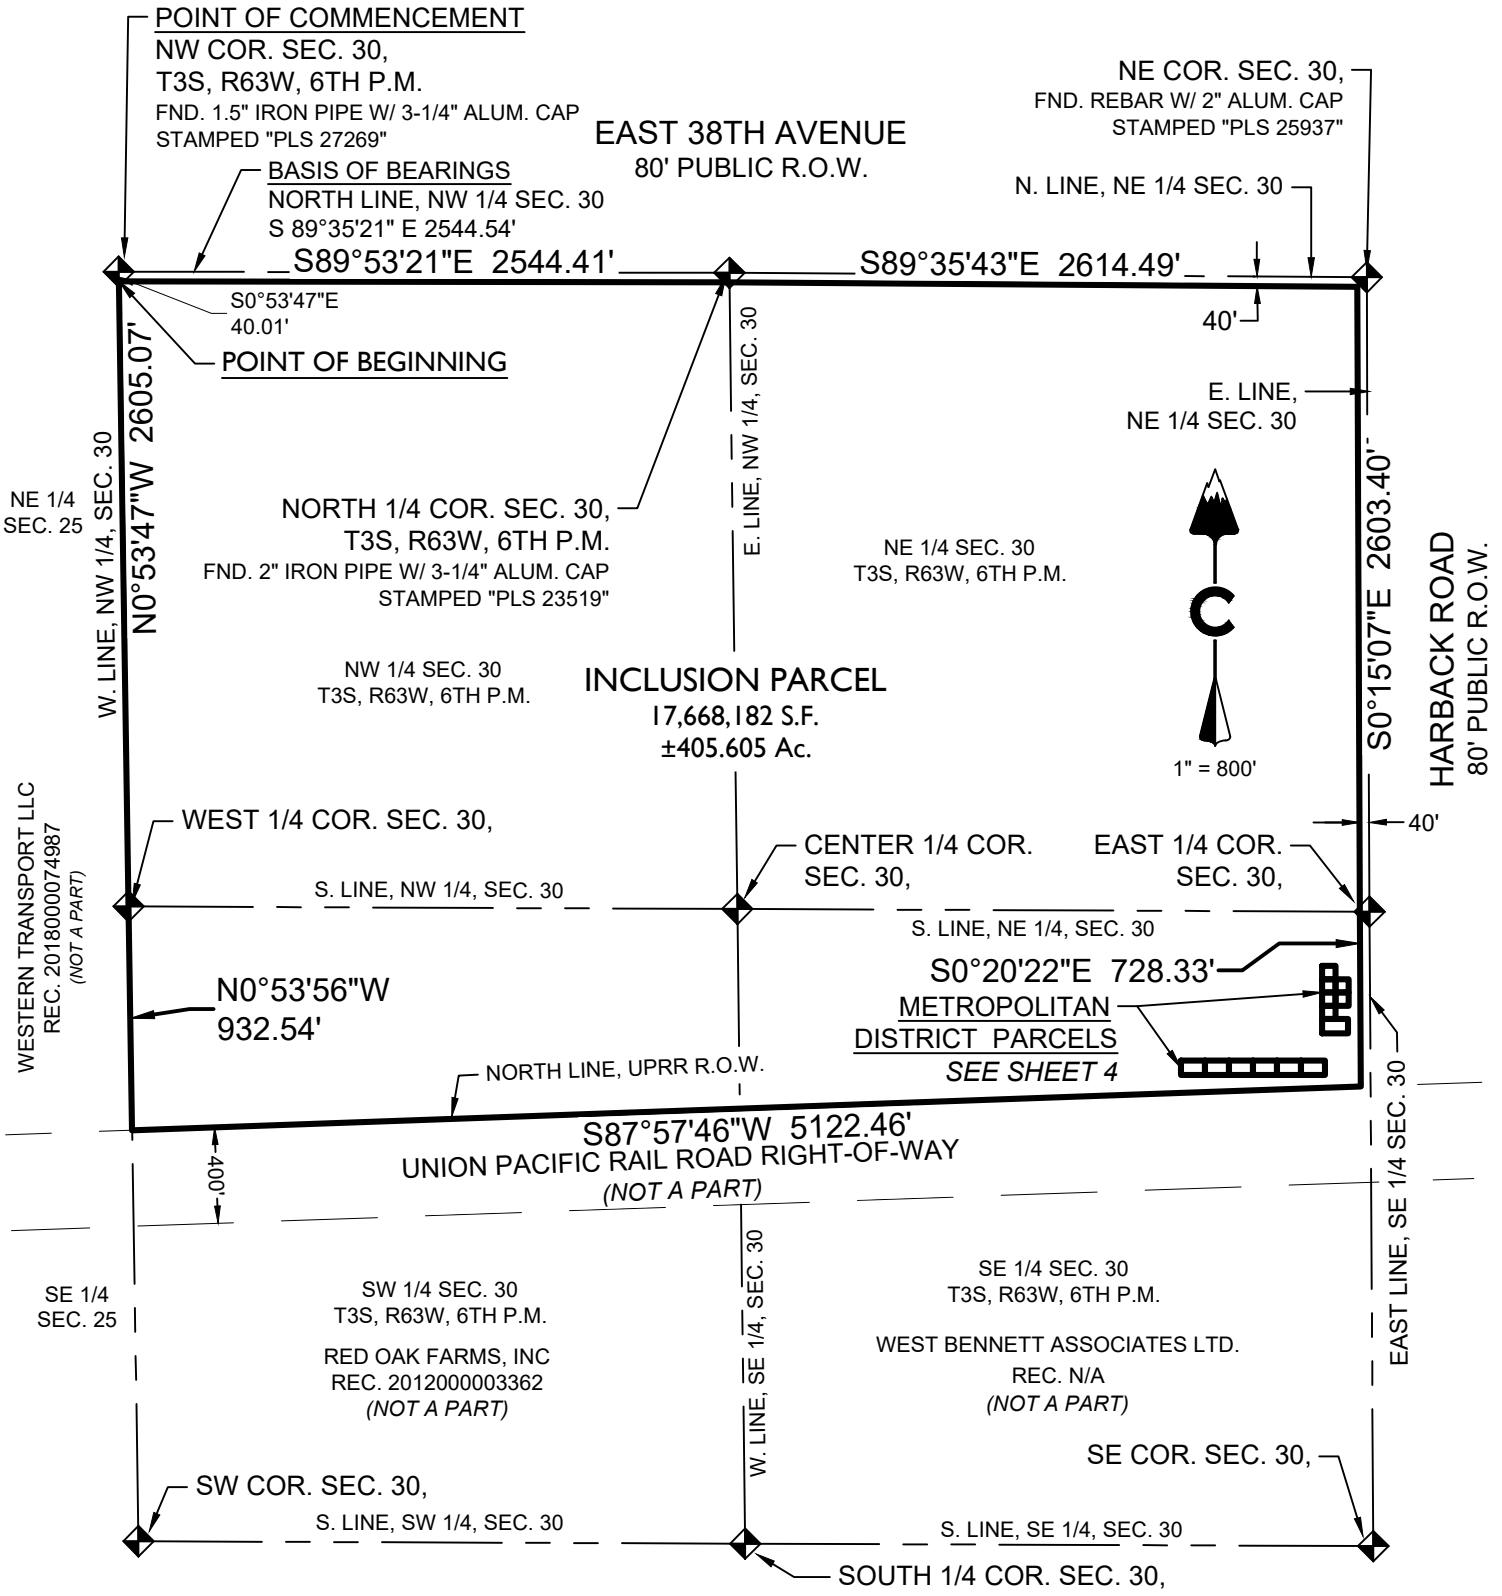 POINT OF COMMENCEMENT
NW COR. SEC. 30,
T3S, R63W, 6TH P.M.
FND. 1.5" IRON PIPE W/ 3-1/4" ALUM. CAP
STAMPED "PLS 27269"
NE COR. SEC. 30,
FND. REBAR W/ 2" ALUM. CAP
STAMPED "PLS 25937"
EAST 38TH AVENUE
80' PUBLIC R.O.W.
BASIS OF BEARINGS
NORTH LINE, NW 1/4 SEC. 30
S 89°35'21" E 2544.54'
N. LINE, NE 1/4 SEC. 30
S89°53'21"E 2544.41'
S89°35'43"E 2614.49'
S0°53'47"E
40.01'
40'
POINT OF BEGINNING
N0°53'47"W 2605.07'
W. LINE, NW 1/4, SEC. 30
E. LINE, NW 1/4, SEC. 30
E. LINE,
NE 1/4 SEC. 30
NE 1/4
SEC. 25
NORTH 1/4 COR. SEC. 30,
T3S, R63W, 6TH P.M.
FND. 2" IRON PIPE W/ 3-1/4" ALUM. CAP
STAMPED "PLS 23519"
NE 1/4 SEC. 30
T3S, R63W, 6TH P.M.
S0°15'07"E 2603.40'
HARBACK ROAD
80' PUBLIC R.O.W.
NW 1/4 SEC. 30
T3S, R63W, 6TH P.M.
INCLUSION PARCEL
17,668,182 S.F.
±405.605 Ac.
C
1" = 800'
WESTERN TRANSPORT LLC
REC. 2018000074987
(NOT A PART)
WEST 1/4 COR. SEC. 30,
CENTER 1/4 COR.
SEC. 30,
EAST 1/4 COR.
SEC. 30,
40'
S. LINE, NW 1/4, SEC. 30
S. LINE, NE 1/4, SEC. 30
S0°20'22"E 728.33'
N0°53'56"W
932.54'
METROPOLITAN
DISTRICT PARCELS
SEE SHEET 4
NORTH LINE, UPRR R.O.W.
S87°57'46"W 5122.46'
UNION PACIFIC RAIL ROAD RIGHT-OF-WAY
(NOT A PART)
400'
EAST LINE, SE 1/4 SEC. 30
W. LINE, SE 1/4, SEC. 30
SE 1/4
SEC. 25
SW 1/4 SEC. 30
T3S, R63W, 6TH P.M.
RED OAK FARMS, INC
REC. 2012000003362
(NOT A PART)
SE 1/4 SEC. 30
T3S, R63W, 6TH P.M.
WEST BENNETT ASSOCIATES LTD.
REC. N/A
(NOT A PART)
SW COR. SEC. 30,
SE COR. SEC. 30,
S. LINE, SW 1/4, SEC. 30
S. LINE, SE 1/4, SEC. 30
SOUTH 1/4 COR. SEC. 30,